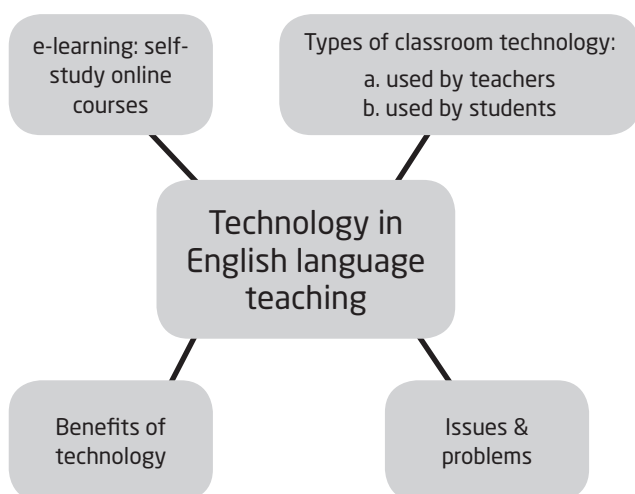 e-learning: self-
study online
courses
Types of classroom technology:
a. used by teachers
b. used by students
Technology in
English language
teaching
Benefits of
technology
Issues &
problems